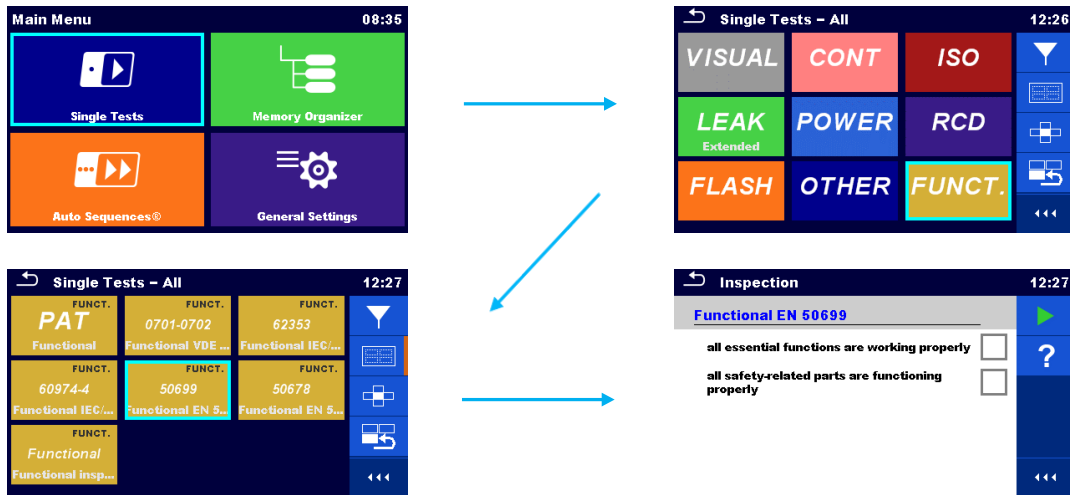 Main Menu 08:35
Single Tests Memory Organizer
Auto Sequences® General Settings
Single Tests – All 12:26
VISUAL CONT ISO
LEAK POWER RCD
Extended
FLASH OTHER FUNCT.
Single Tests – All 12:27
FUNCT. FUNCT. FUNCT.
PAT 0701-0702 62353
Functional Functional VDE ... Functional IEC/...
FUNCT. FUNCT. FUNCT.
60974-4 50699 50678
Functional IEC/... Functional EN 5... Functional EN 5...
FUNCT.
Functional
Functional insp...
Inspection 12:27
Functional EN 50699
all essential functions are working properly
?
all safety-related parts are functioning
properly